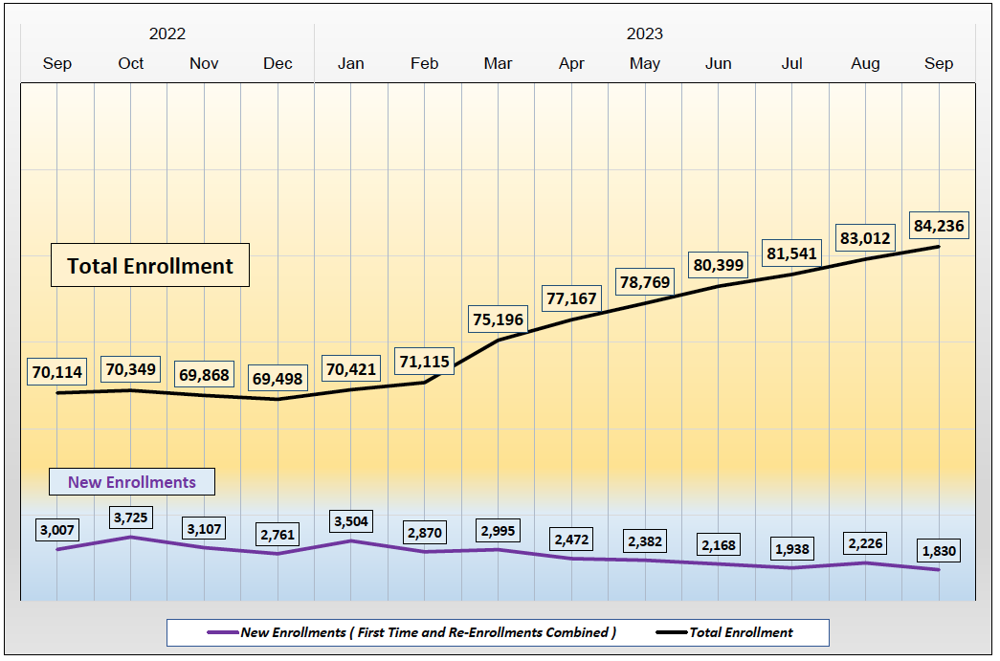 2022 2023
Sep Oct Nov Dec Jan Feb Mar Apr May Jun Jul Aug Sep
Total Enrollment
70,114 70,349 69,868 69,498 70,421 71,115 75,196 77,167 78,769 80,399 81,541 83,012 84,236
New Enrollments
3,007 3,725 3,107 2,761 3,504 2,870 2,995 2,472 2,382 2,168 1,938 2,226 1,830
New Enrollments ( First Time and Re-Enrollments Combined ) Total Enrollment